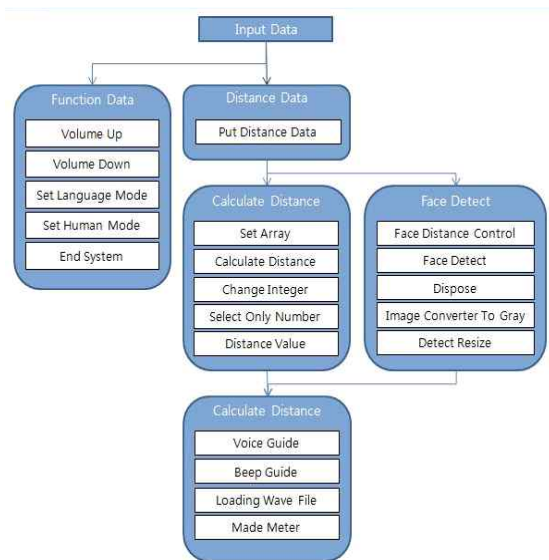 Input Data
Function Data
Volume Up
Volume Down
Set Language Mode
Set Human Mode
End System
Distance Data
Put Distance Data
Calculate Distance
Set Array
Calculate Distance
Change Integer
Select Only Number
Distance Value
Face Detect
Face Distance Control
Face Detect
Dispose
Image Converter To Gray
Detect Resize
Calculate Distance
Voice Guide
Beep Guide
Loading Wave File
Made Meter